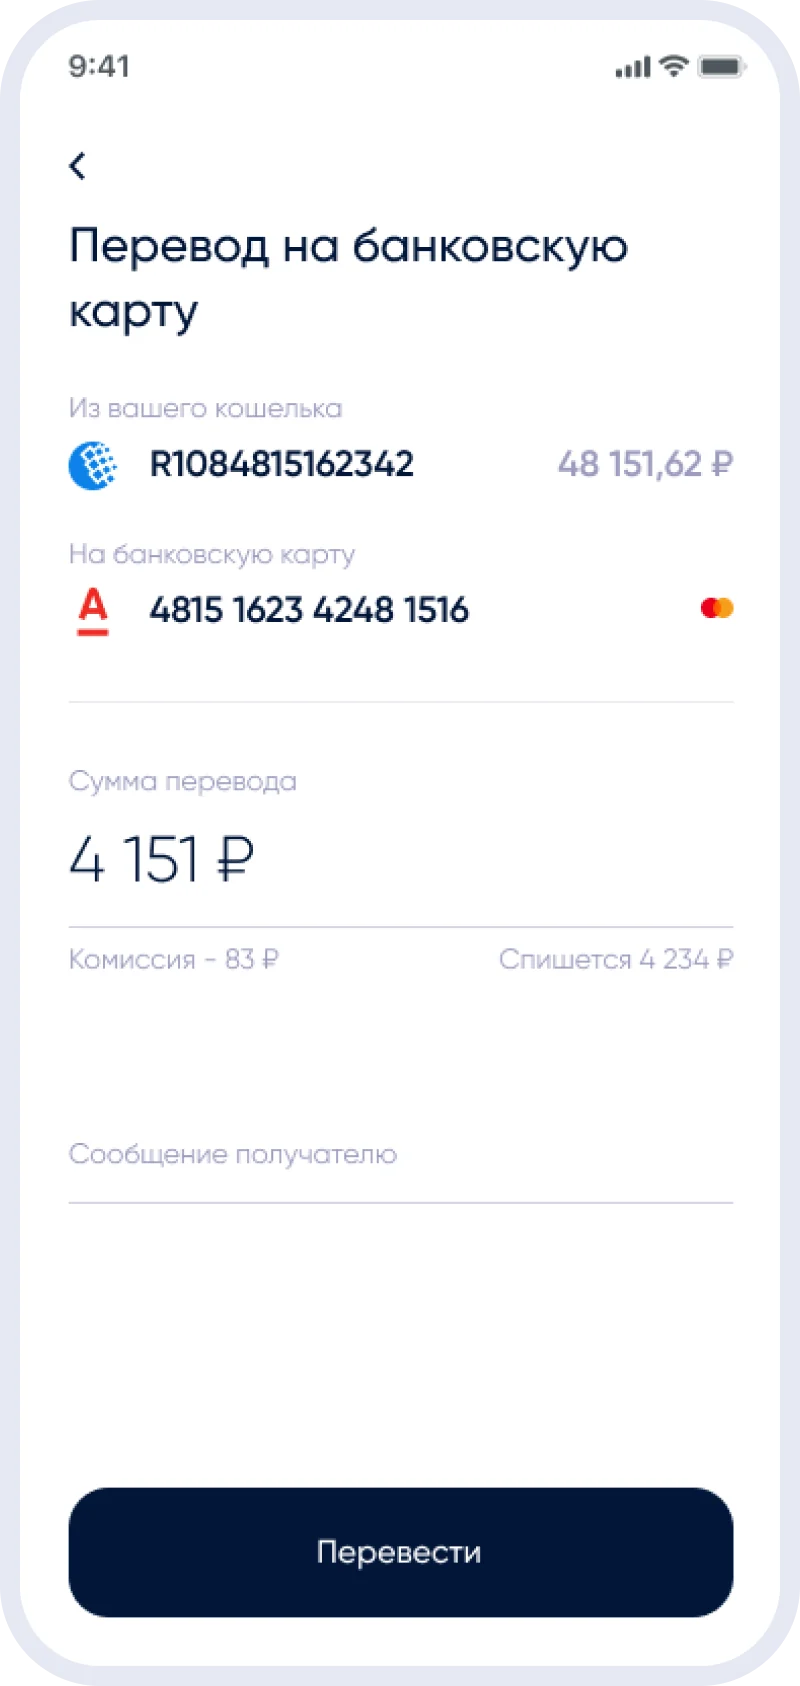 9:41
Перевод на банковскую
карту
Из вашего кошелька
R1084815162342 48 151,62 ₽
На банковскую карту
А 4815 1623 4248 1516
Сумма перевода
4 151 ₽
Комиссия - 83 ₽ Спишется 4 234 ₽
Сообщение получателю
Перевести